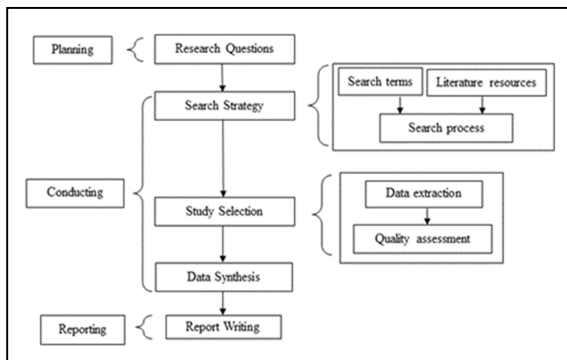 Planning
Research Questions
Search Strategy
Search terms
Literature resources
Search process
Conducting
Study Selection
Data extraction
Quality assessment
Data Synthesis
Reporting
Report Writing